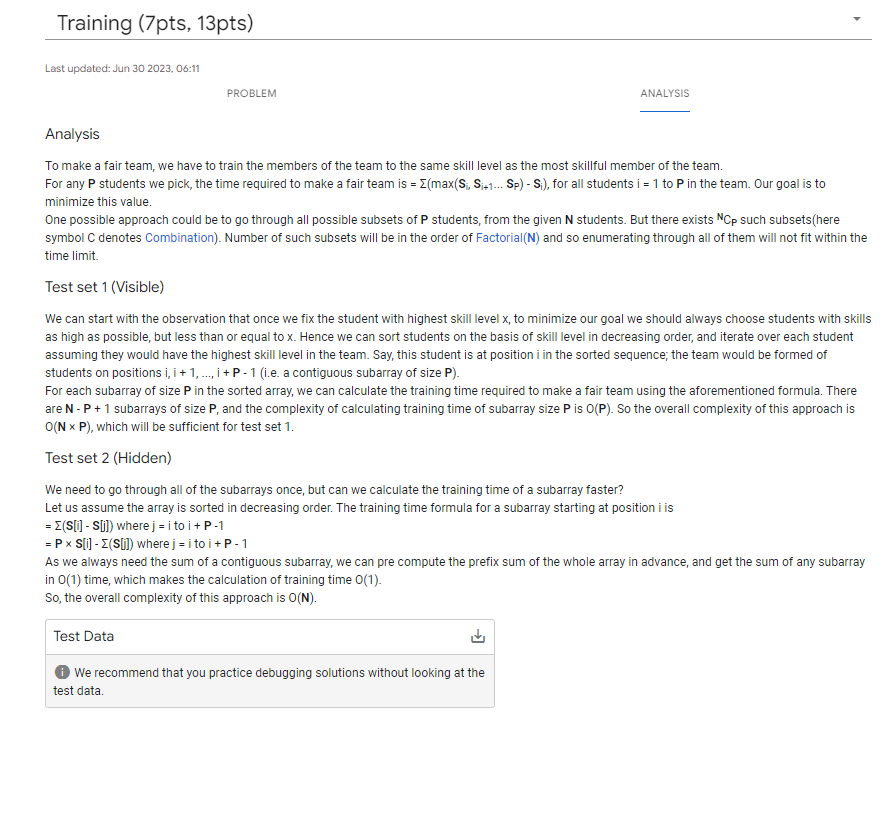 Training (7pts, 13pts)
Last updated: Jun 30 2023, 06:11
PROBLEM
ANALYSIS
Analysis
To make a fair team, we have to train the members of the team to the same skill level as the most skillful member of the team.
For any P students we pick, the time required to make a fair team is = Σ(max(Si, Si+1... SP) - Si), for all students i = 1 to P in the team. Our goal is to
minimize this value.
One possible approach could be to go through all possible subsets of P students, from the given N students. But there exists NCP such subsets(here
symbol C denotes Combination). Number of such subsets will be in the order of Factorial(N) and so enumerating through all of them will not fit within the
time limit.
Test set 1 (Visible)
We can start with the observation that once we fix the student with highest skill level x, to minimize our goal we should always choose students with skills
as high as possible, but less than or equal to x. Hence we can sort students on the basis of skill level in decreasing order, and iterate over each student
assuming they would have the highest skill level in the team. Say, this student is at position i in the sorted sequence; the team would be formed of
students on positions i, i + 1, ..., i + P - 1 (i.e. a contiguous subarray of size P).
For each subarray of size P in the sorted array, we can calculate the training time required to make a fair team using the aforementioned formula. There
are N - P + 1 subarrays of size P, and the complexity of calculating training time of subarray size P is O(P). So the overall complexity of this approach is
O(N × P), which will be sufficient for test set 1.
Test set 2 (Hidden)
We need to go through all of the subarrays once, but can we calculate the training time of a subarray faster?
Let us assume the array is sorted in decreasing order. The training time formula for a subarray starting at position i is
= Σ(S[i] - S[j]) where j = i to i + P -1
= P × S[i] - Σ(S[j]) where j = i to i + P - 1
As we always need the sum of a contiguous subarray, we can pre compute the prefix sum of the whole array in advance, and get the sum of any subarray
in O(1) time, which makes the calculation of training time O(1).
So, the overall complexity of this approach is O(N).
Test Data
We recommend that you practice debugging solutions without looking at the
test data.